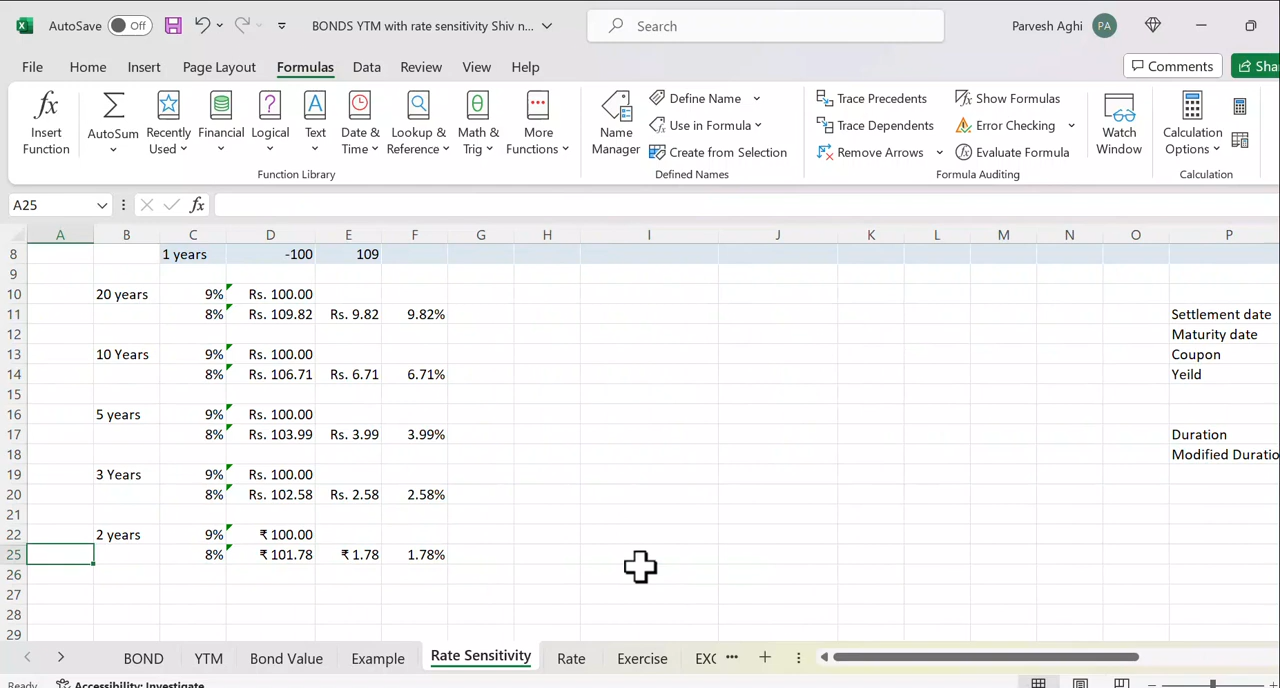 AutoSave Off BONDS YTM with rate sensitivity Shiv n... Search Parvesh Aghi PA
File Home Insert Page Layout Formulas Data Review View Help Comments Sha
Insert Function
AutoSum
Recently Used
Financial
Logical
Text
Date & Time
Lookup & Reference
Math & Trig
More Functions
Function Library
Name Manager
Define Name
Use in Formula
Create from Selection
Defined Names
Trace Precedents
Trace Dependents
Remove Arrows
Show Formulas
Error Checking
Evaluate Formula
Formula Auditing
Watch Window
Calculation Options
Calculation
A25 fx
A B C D E F G H I J K L M N O P
8 1 years -100 109
9
10 20 years 9% Rs. 100.00
11 8% Rs. 109.82 Rs. 9.82 9.82% Settlement date
12 Maturity date
13 10 Years 9% Rs. 100.00 Coupon
14 8% Rs. 106.71 Rs. 6.71 6.71% Yeild
15
16 5 years 9% Rs. 100.00
17 8% Rs. 103.99 Rs. 3.99 3.99% Duration
18 Modified Duratio
19 3 Years 9% Rs. 100.00
20 8% Rs. 102.58 Rs. 2.58 2.58%
21
22 2 years 9% ₹ 100.00
25 8% ₹ 101.78 ₹ 1.78 1.78%
26
27
28
29
BOND YTM Bond Value Example Rate Sensitivity Rate Exercise EXC ...
Ready Accessibility: Investigate